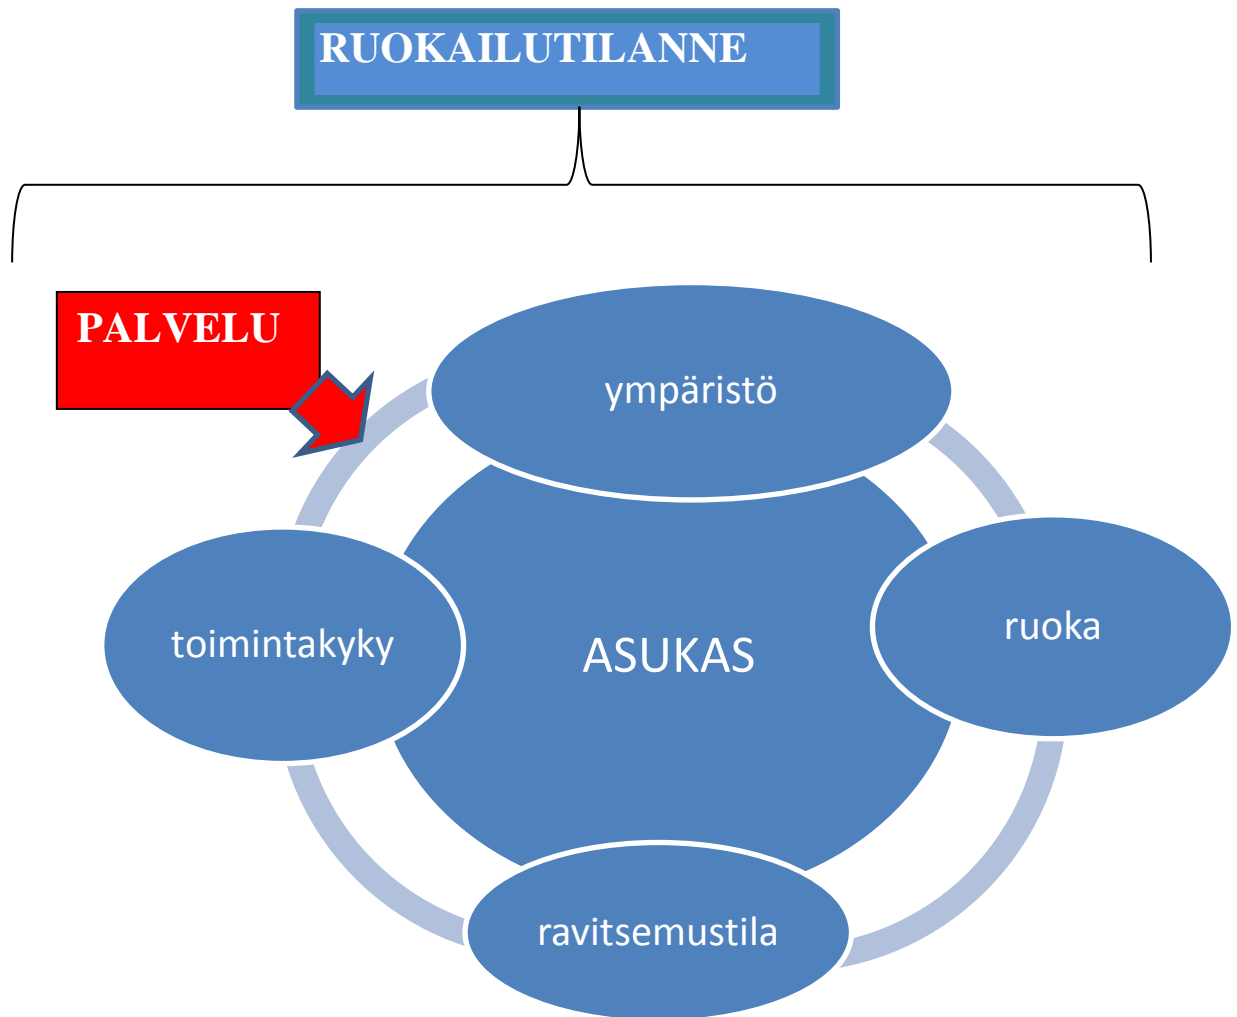 RUOKAILUTILANNE
PALVELU
ympäristö
toimintakyky
ASUKAS
ruoka
ravitsemustila